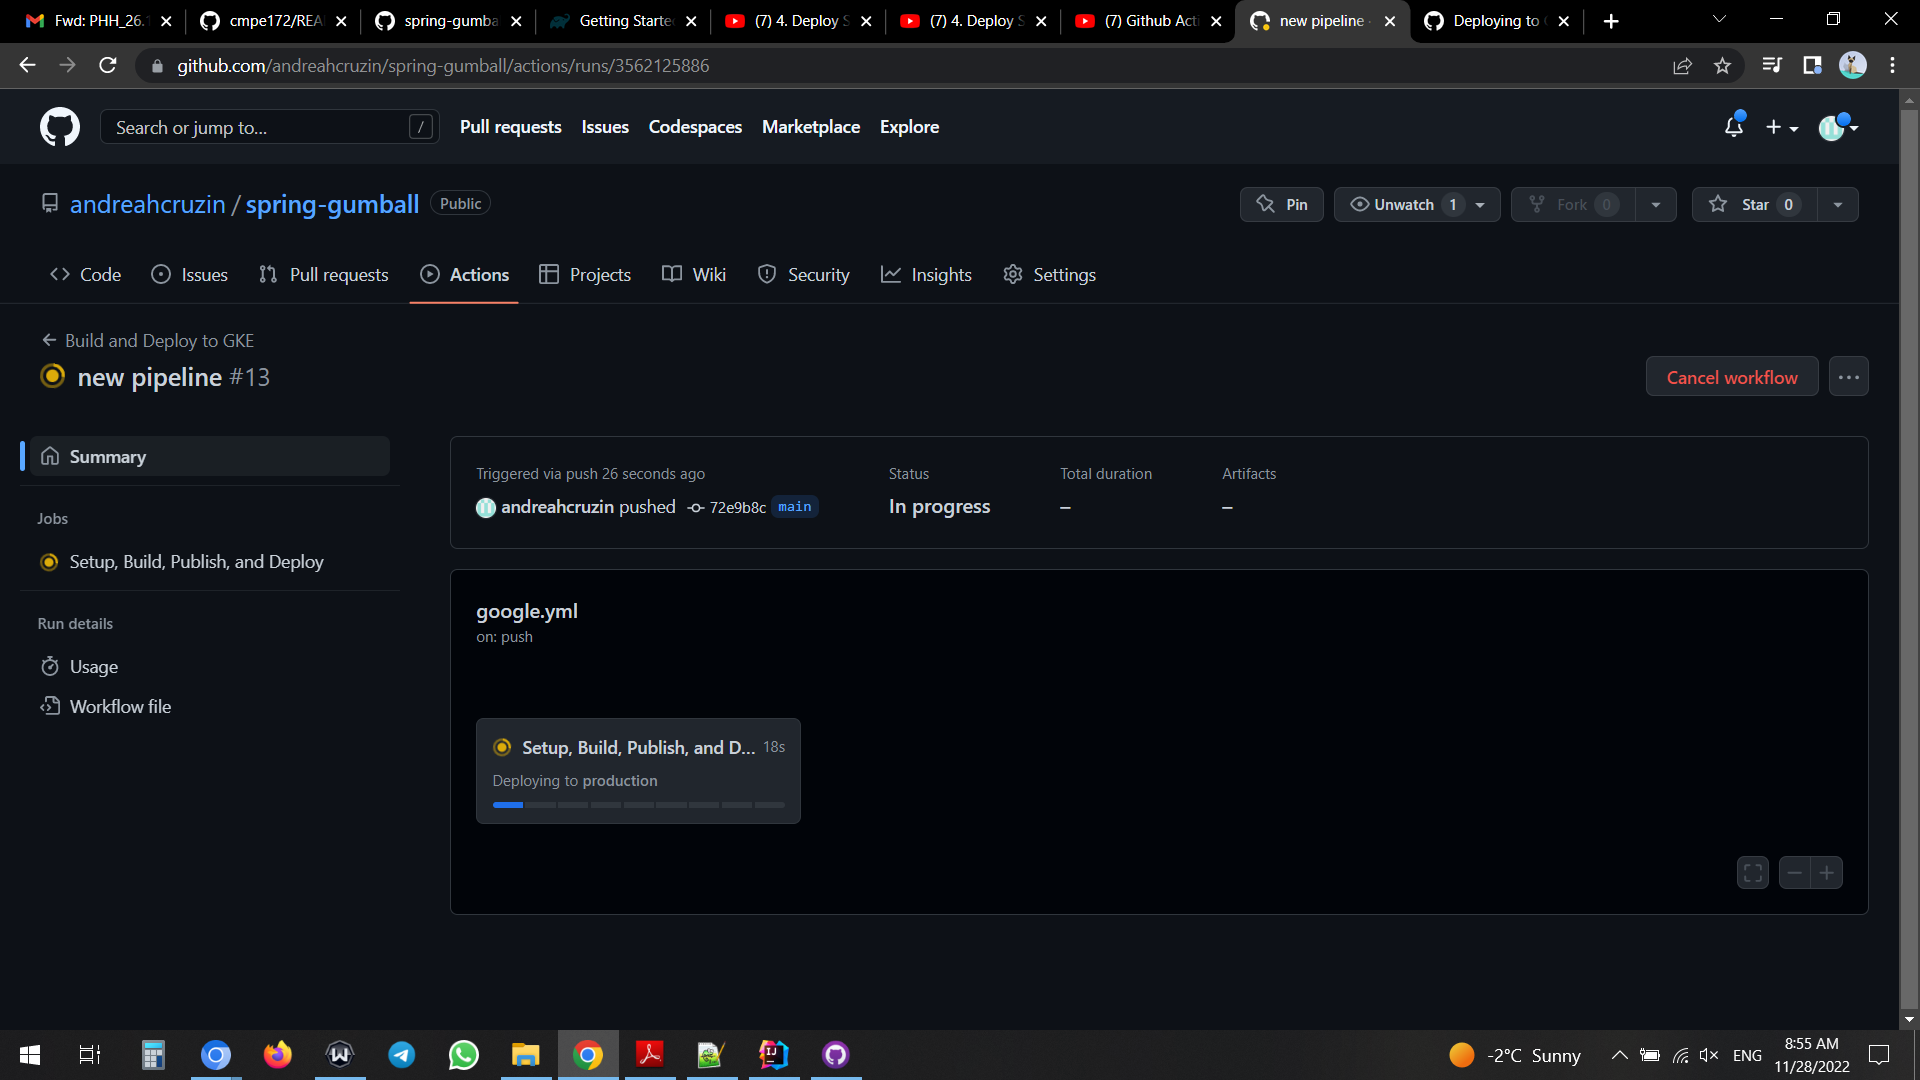 Fwd: PHH_26.
cmpe172/REA
spring-gumba
Getting Starte
(7) 4. Deploy S
(7) 4. Deploy S
(7) Github Acti
new pipeline
Deploying to
github.com/andreahcruzin/spring-gumball/actions/runs/3562125886
Search or jump to...
/
Pull requests
Issues
Codespaces
Marketplace
Explore
andreahcruzin / spring-gumball
Public
Pin
Unwatch 1
Fork 0
Star 0
Code
Issues
Pull requests
Actions
Projects
Wiki
Security
Insights
Settings
← Build and Deploy to GKE
new pipeline #13
Cancel workflow
Summary
Jobs
Setup, Build, Publish, and Deploy
Run details
Usage
Workflow file
Triggered via push 26 seconds ago
andreahcruzin pushed 72e9b8c main
Status
In progress
Total duration
–
Artifacts
–
google.yml
on: push
Setup, Build, Publish, and D... 18s
Deploying to production
-2°C Sunny
ENG
8:55 AM
11/28/2022